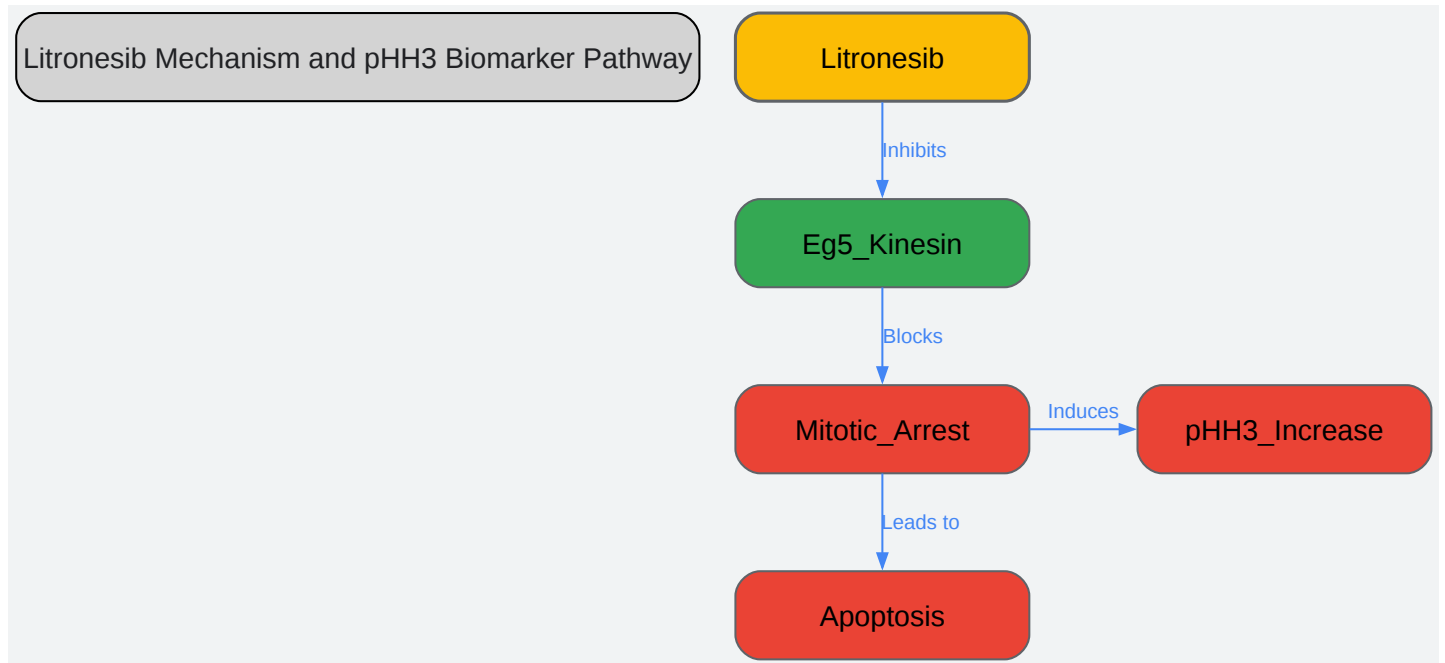 Litronesib Mechanism and pHH3 Biomarker Pathway
Litronesib
Inhibits
Eg5_Kinesin
Blocks
Mitotic_Arrest
Induces
pHH3_Increase
Leads to
Apoptosis